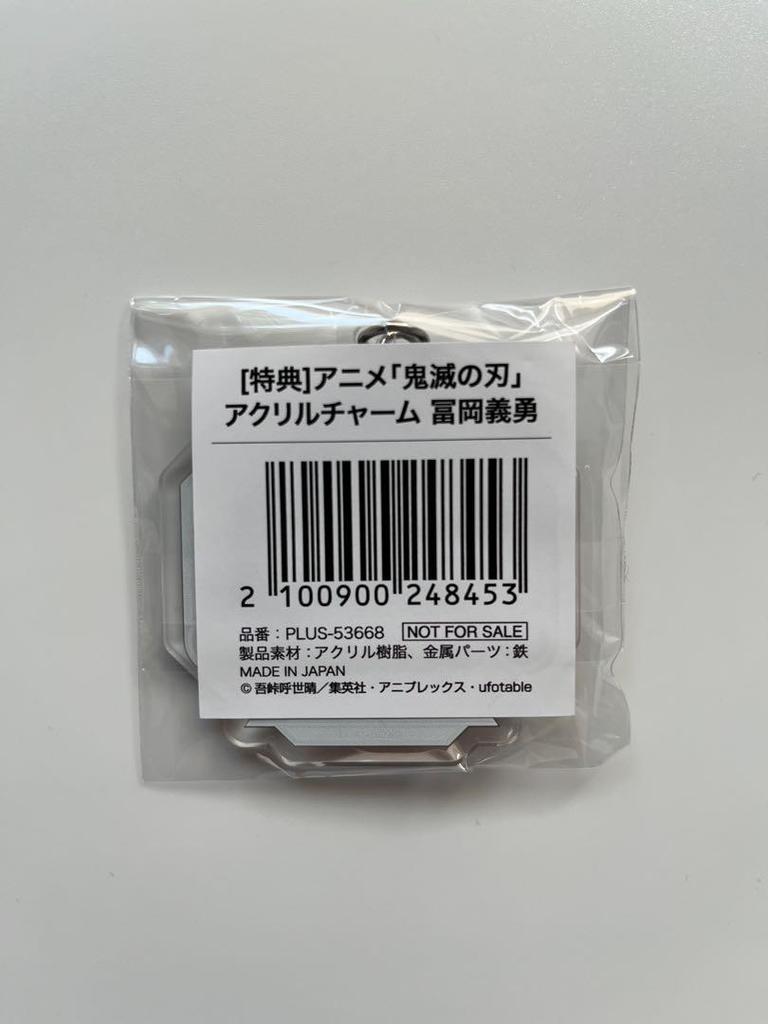 [特典]アニメ「鬼滅の刃」
アクリルチャーム 冨岡義勇
2 100900 248453
品番：PLUS-53668 NOT FOR SALE
製品素材：アクリル樹脂、金属パーツ：鉄
MADE IN JAPAN
© 吾峠呼世晴／集英社・アニプレックス・ufotable